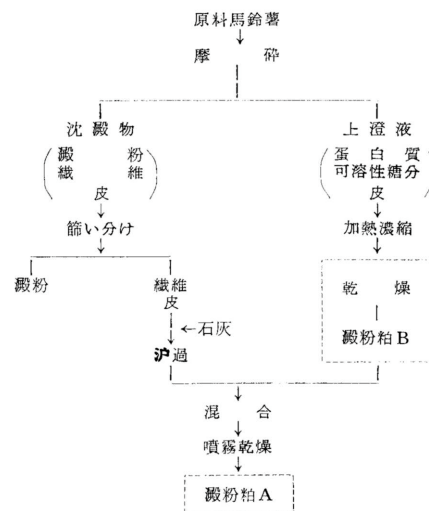 原料馬鈴薯
摩 砕
沈澱物 上澄液
澱 粉 蛋白質
繊 維 可溶性糖分
皮 皮
篩い分け 加熱濃縮
澱粉 繊維 乾 燥
皮
←石灰 澱粉粕B
沪過
混 合
噴霧乾燥
澱粉粕A